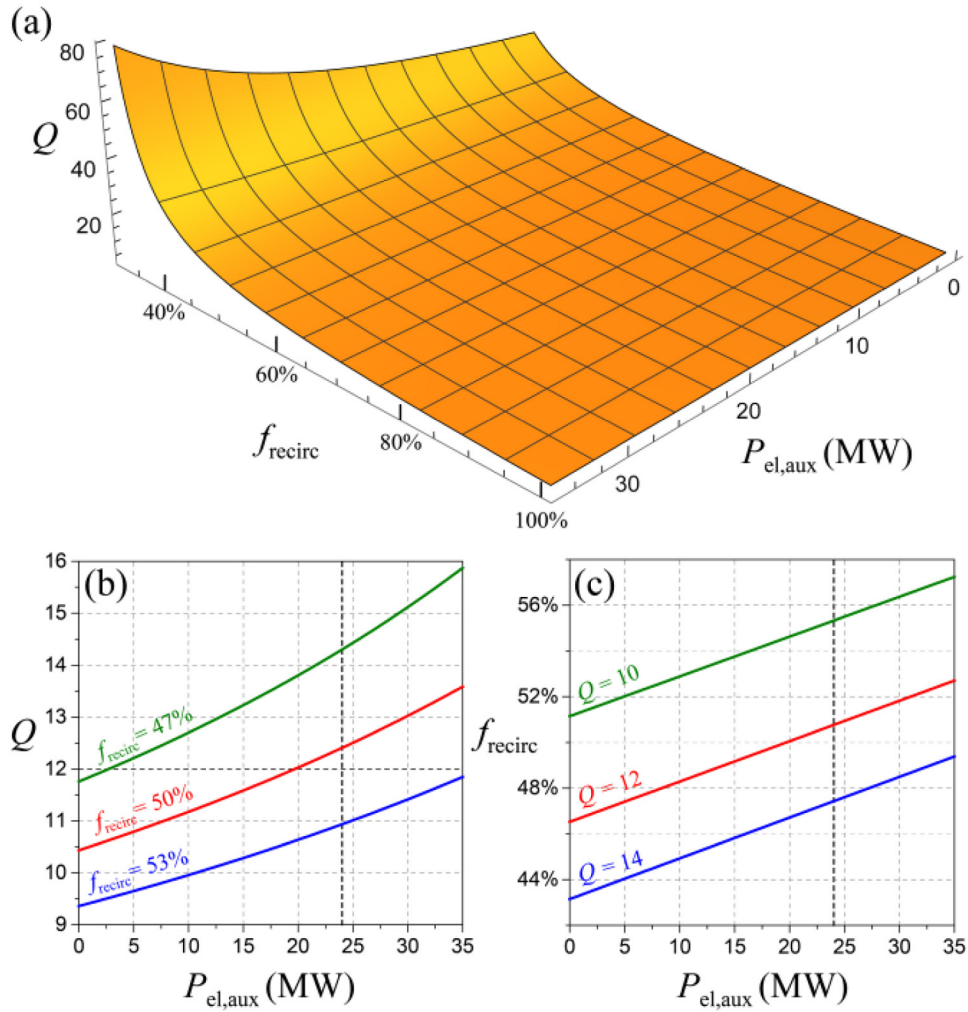 (a)
80
60
40
20
Q
40%
60%
80%
100%
f_recirc
0
10
20
30
P_el,aux (MW)
(b)
16
15
14
13
12
11
10
9
Q
f_recirc = 47%
f_recirc = 50%
f_recirc = 53%
0 5 10 15 20 25 30 35
P_el,aux (MW)
(c)
56%
52%
48%
44%
f_recirc
Q = 10
Q = 12
Q = 14
0 5 10 15 20 25 30 35
P_el,aux (MW)